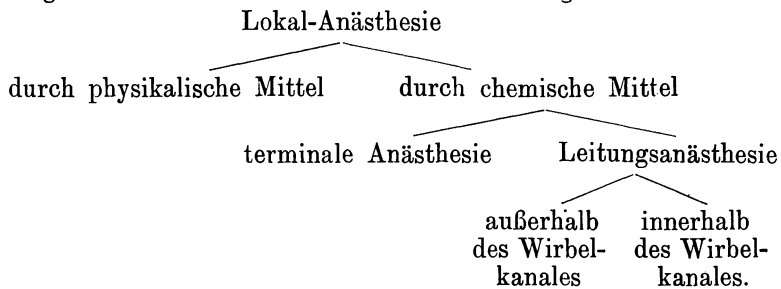 Lokal-Anästhesie
durch physikalische Mittel durch chemische Mittel
terminale Anästhesie Leitungsanästhesie
außerhalb innerhalb
des Wirbel- des Wirbel-
kanales kanales.